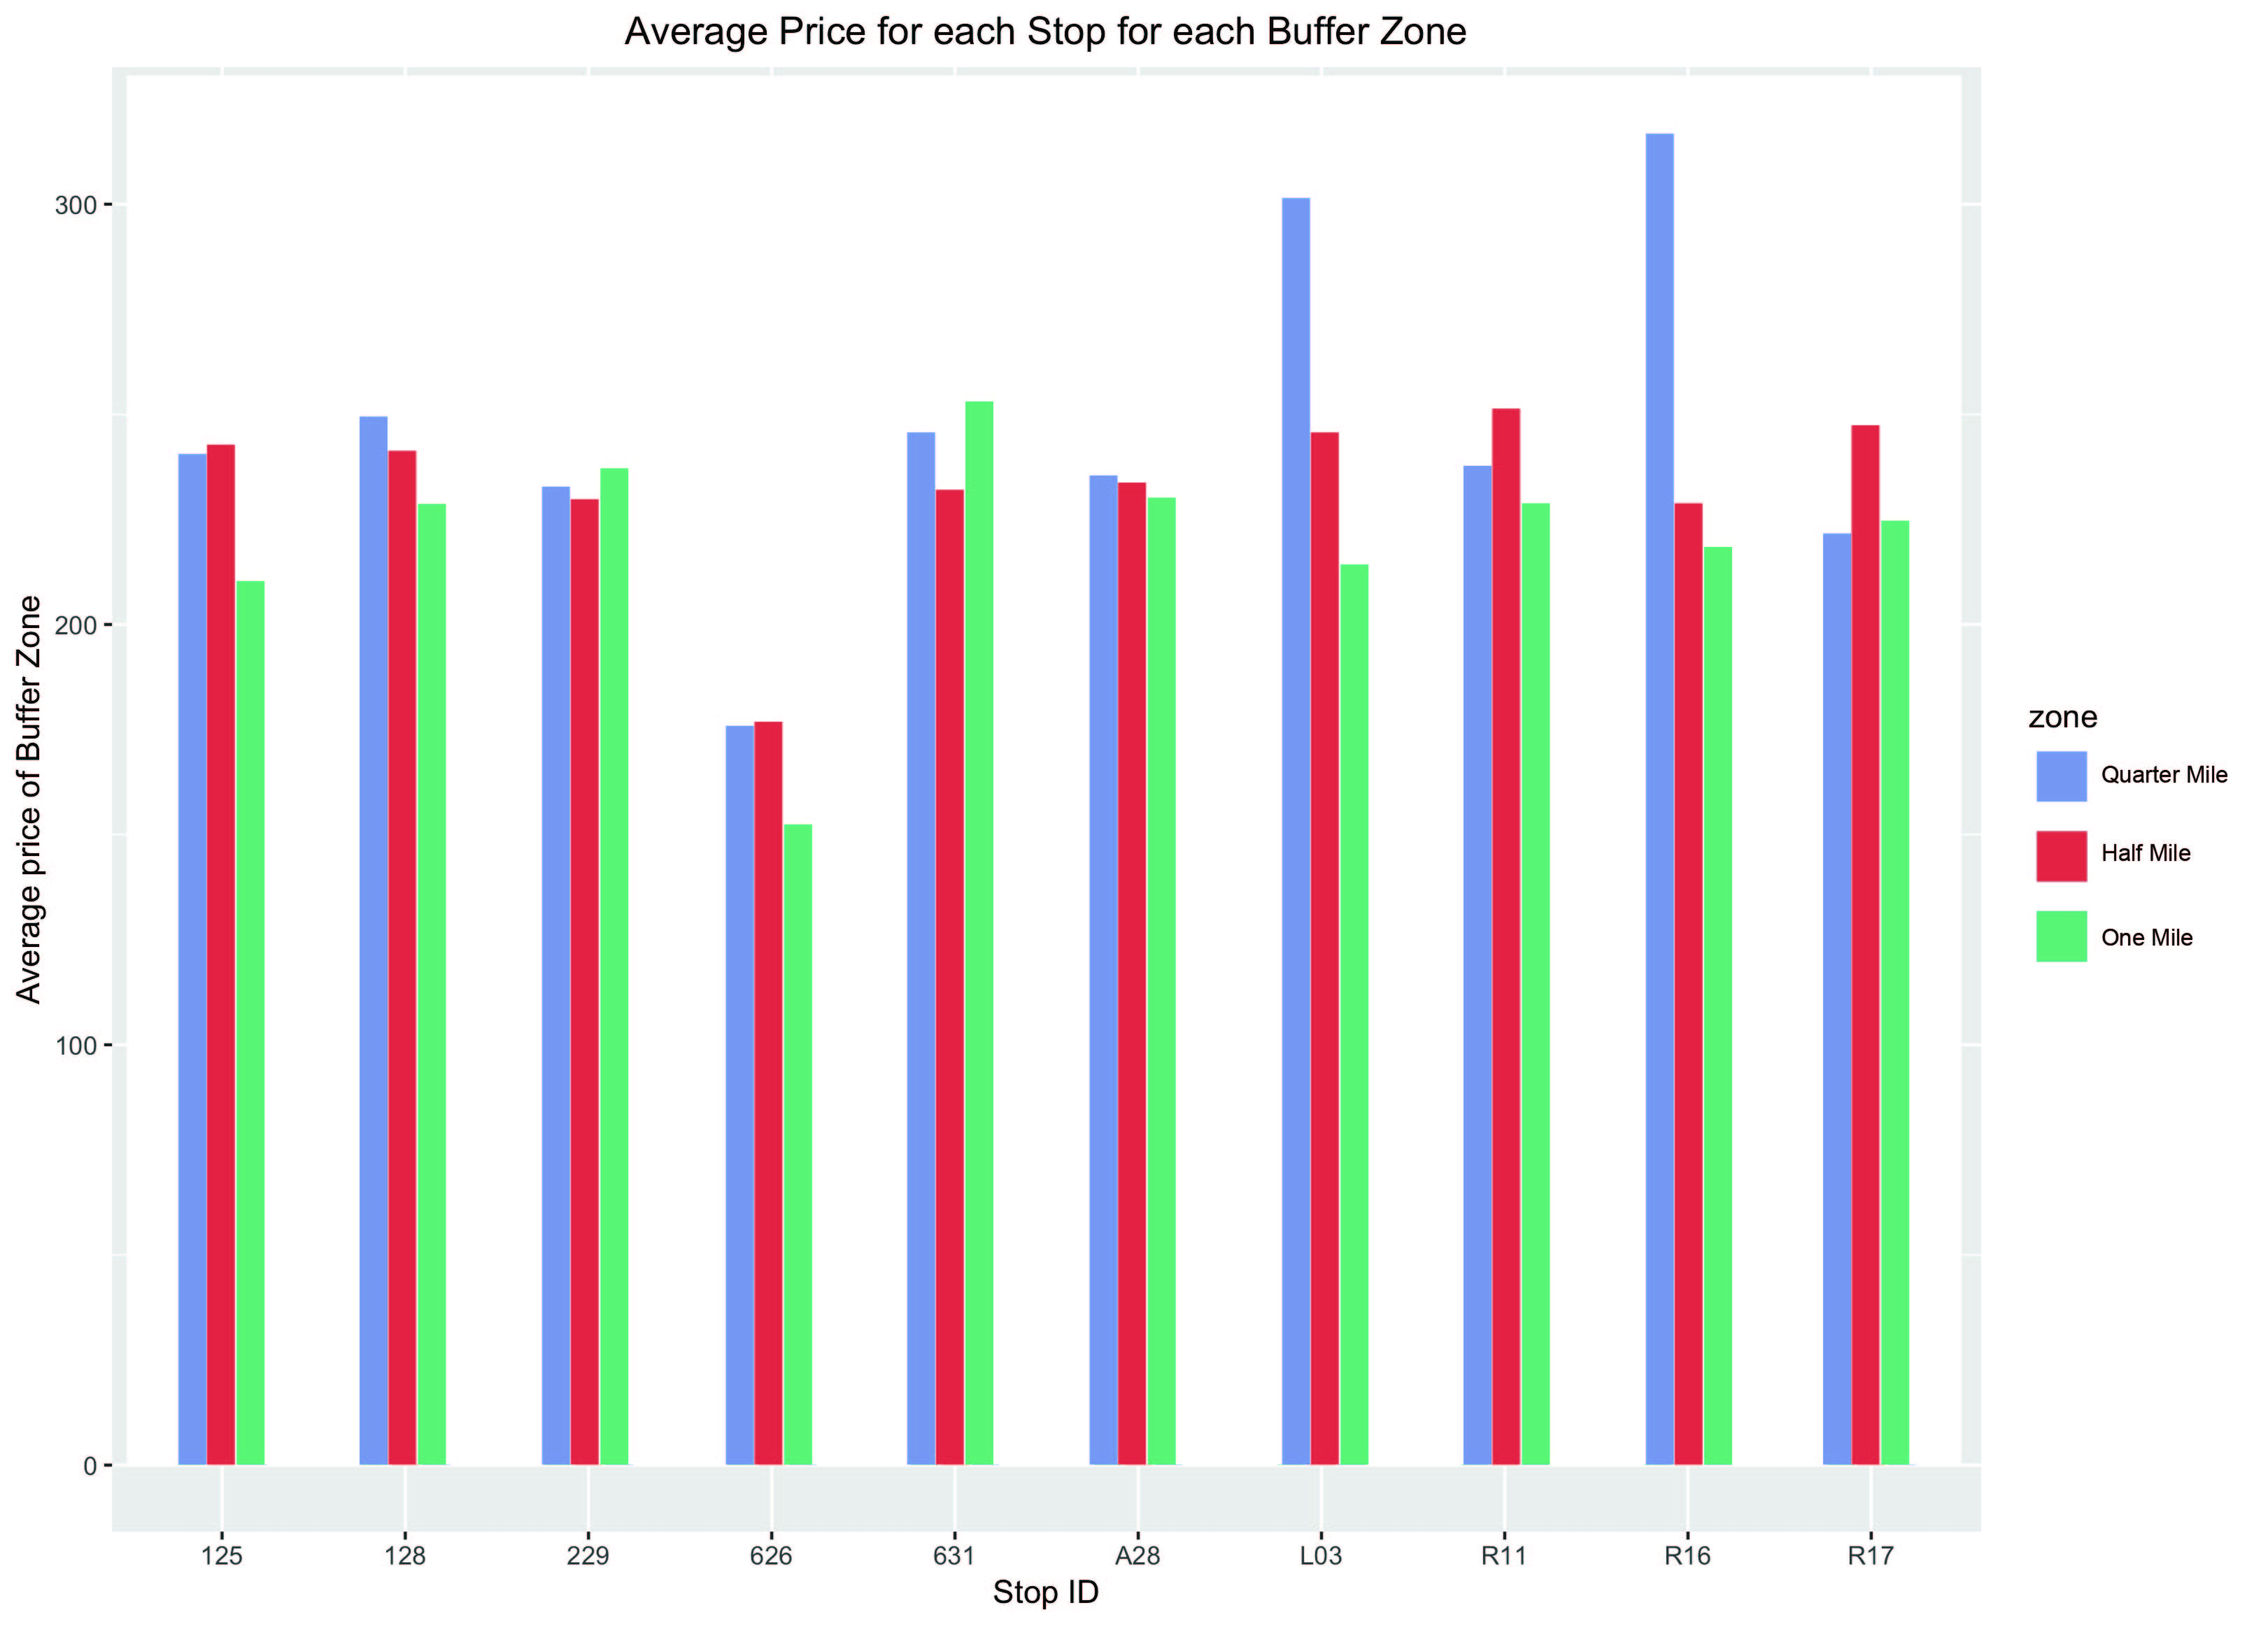 Average Price for each Stop for each Buffer Zone
Average price of Buffer Zone
300
200
100
0
125 128 229 626 631 A28 L03 R11 R16 R17
Stop ID
zone
Quarter Mile
Half Mile
One Mile